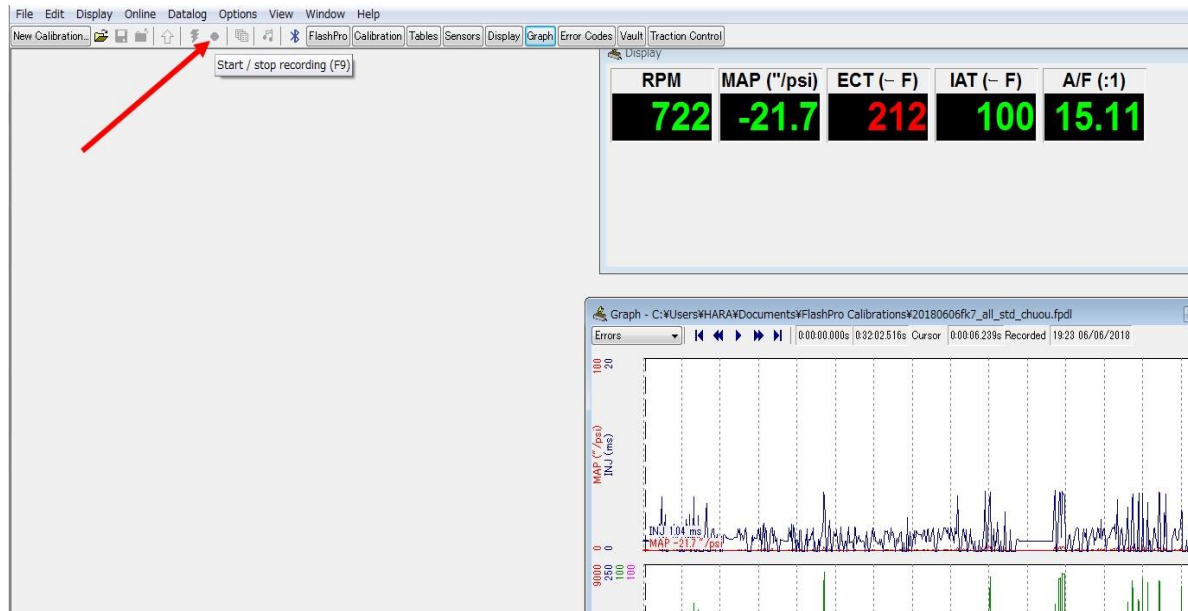 File Edit Display Online Datalog Options View Window Help
New Calibration... FlashPro Calibration Tables Sensors Display Graph Error Codes Vault Traction Control
Start / stop recording (F9)
Display
RPM MAP ("/psi) ECT (– F) IAT (– F) A/F (:1)
722 -21.7 212 100 15.11
Graph - C:¥Users¥HARA¥Documents¥FlashPro Calibrations¥20180606fk7_all_std_chuou.fpdl
Errors 0:00:00.000s 0:32:02.516s Cursor 0:00:06.239s Recorded 19:23 06/06/2018
100 20
MAP ("/psi)
INJ (ms)
INJ 1.04 ms
MAP -21.7 "/psi
0 0
9000 250 100 100